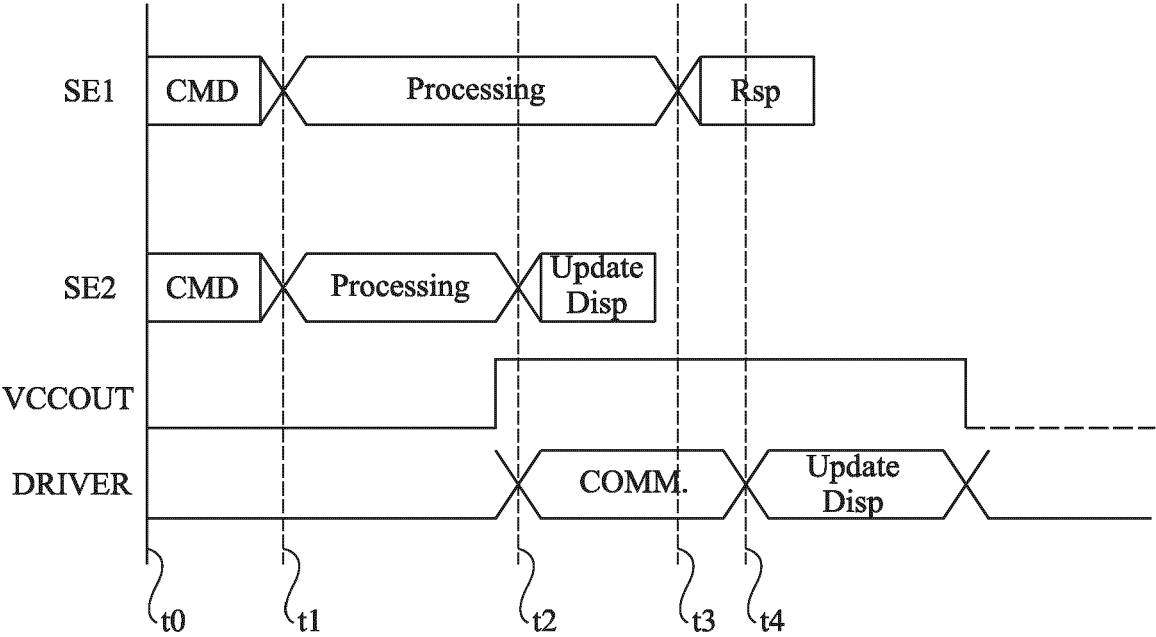 SE1 CMD Processing Rsp
SE2 CMD Processing Update Disp
VCCOUT
DRIVER COMM. Update Disp
t0 t1 t2 t3 t4